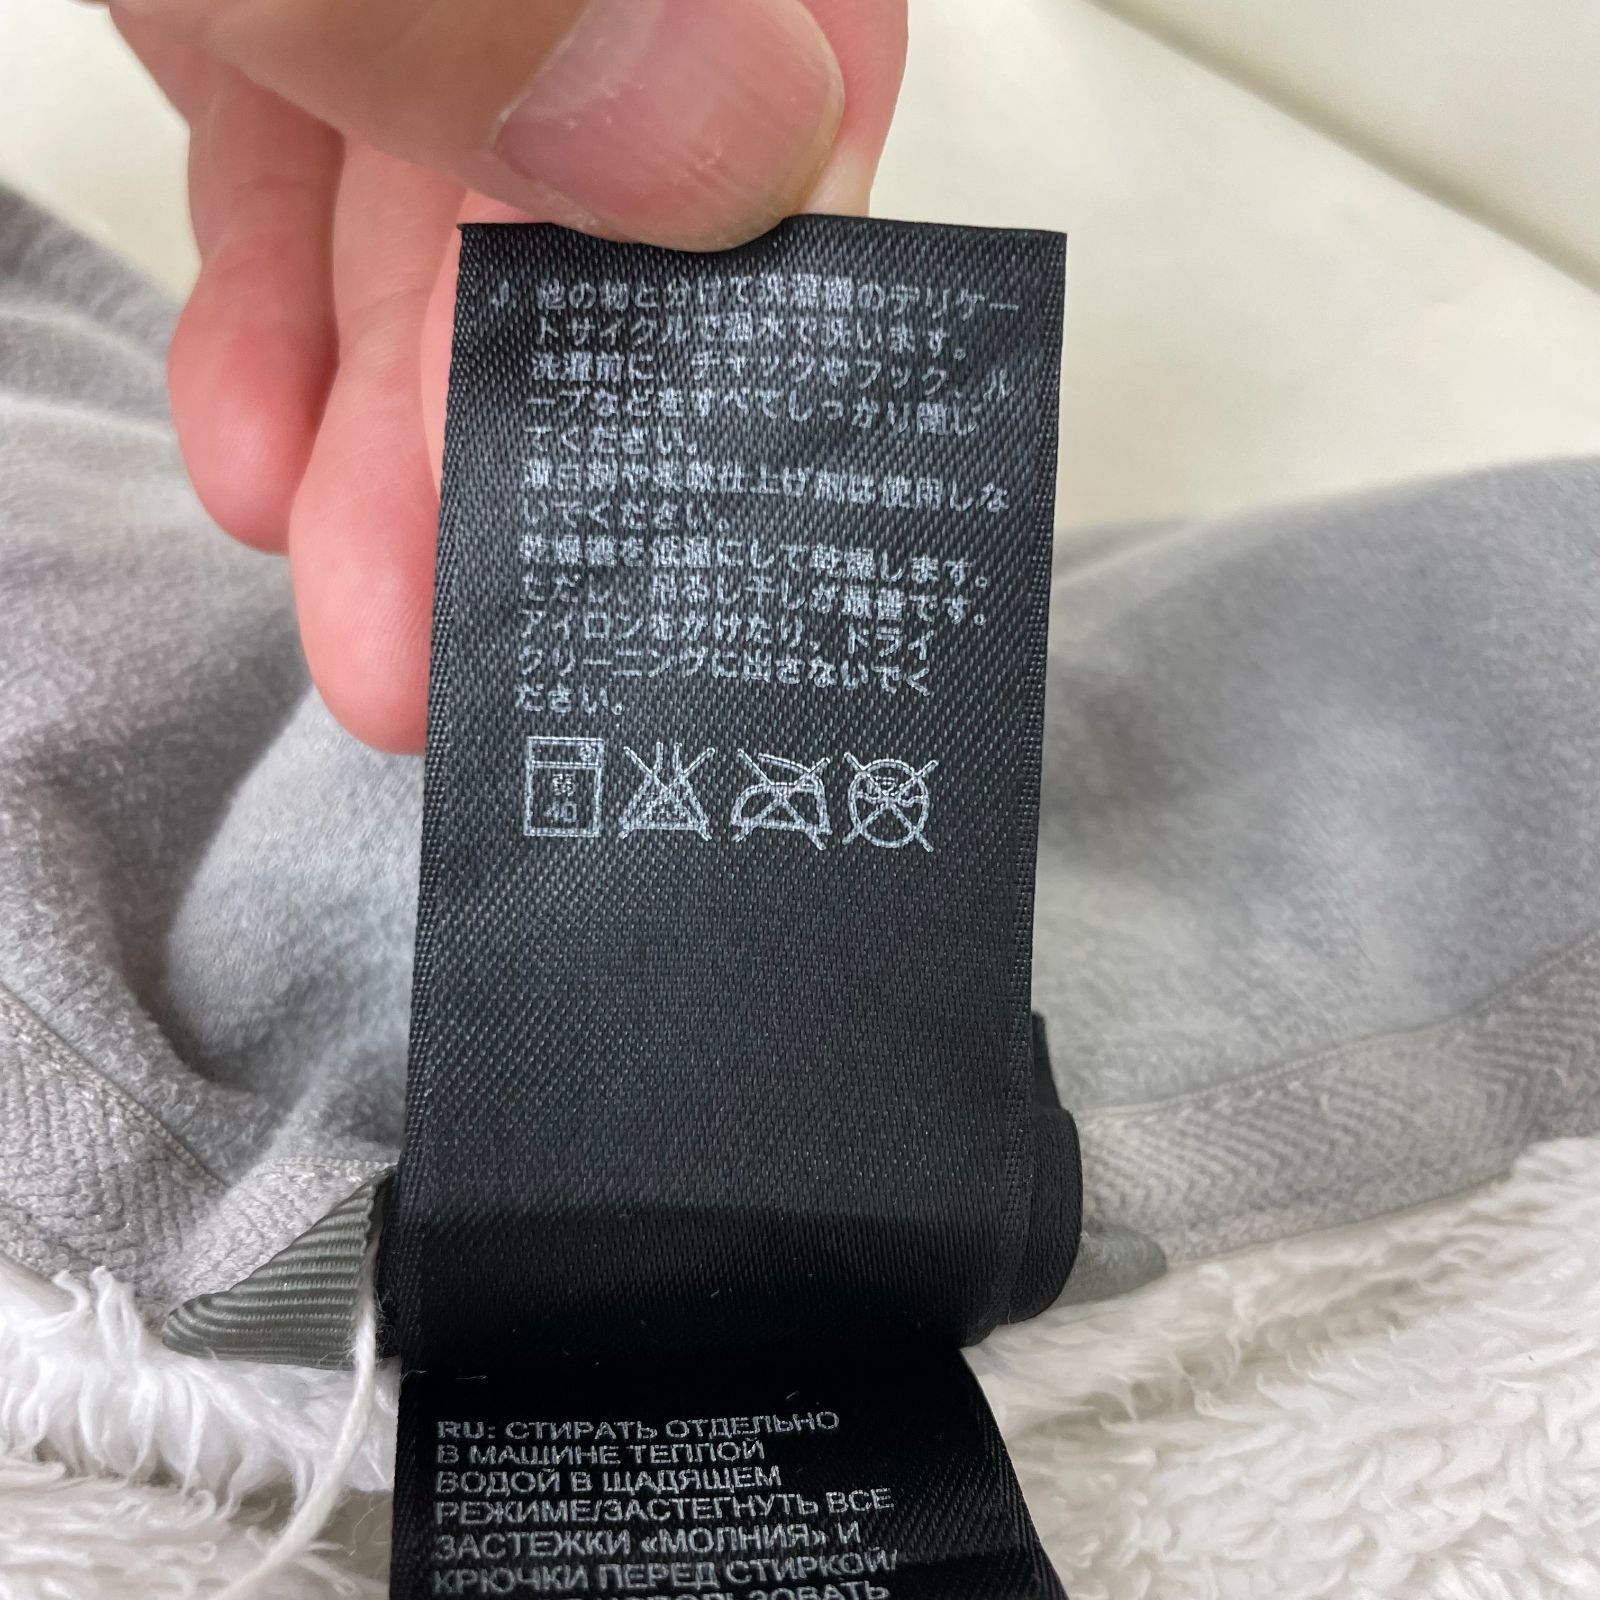 J: 他の物と分けて洗濯機のデリケー
トサイクルで温水で洗います。
洗濯前に、チャックやフック、ル
ープなどをすべてしっかり閉じ
てください。
漂白剤や柔軟仕上げ剤は使用しな
いでください。
乾燥機を低温にして乾燥します。
ただし、吊るし干しが最善です。
アイロンをかけたり、ドライ
クリーニングに出さないでく
ださい。
40
RU: СТИРАТЬ ОТДЕЛЬНО
В МАШИНЕ ТЕПЛОЙ
ВОДОЙ В ЩАДЯЩЕМ
РЕЖИМЕ/ЗАСТЕГНУТЬ ВСЕ
ЗАСТЕЖКИ «МОЛНИЯ» И
КРЮЧКИ ПЕРЕД СТИРКОЙ/
ИСПОЛЬЗОВАТЬ